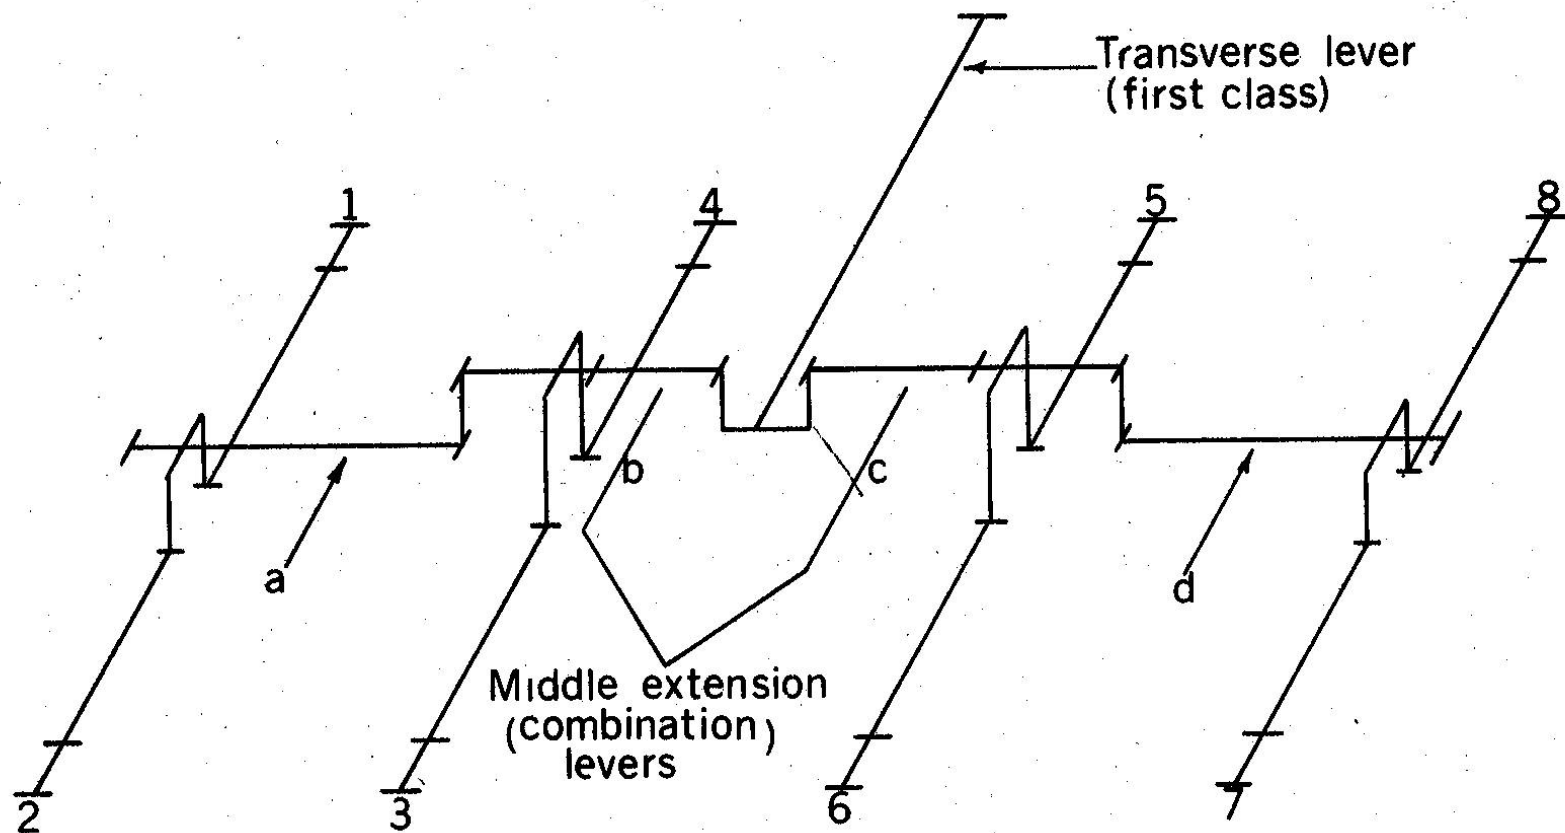 Transverse lever
(first class)
1
4
5
8
b
c
a
d
Middle extension
(combination)
levers
2
3
6
7